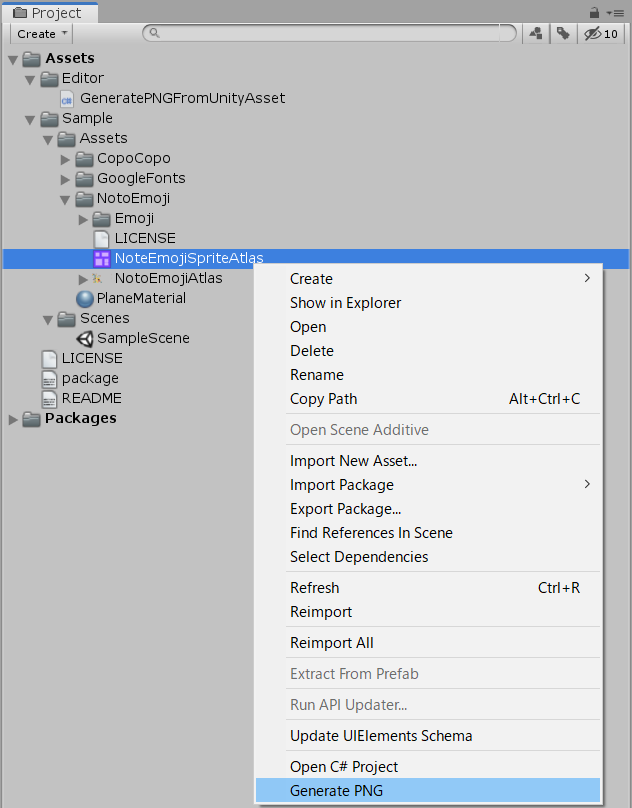 Project
Create
10
Assets
Editor
GeneratePNGFromUnityAsset
Sample
Assets
CopoCopo
GoogleFonts
NotoEmoji
Emoji
LICENSE
NoteEmojiSpriteAtlas
NotoEmojiAtlas
PlaneMaterial
Scenes
SampleScene
LICENSE
package
README
Packages
Create
Show in Explorer
Open
Delete
Rename
Copy Path Alt+Ctrl+C
Open Scene Additive
Import New Asset...
Import Package
Export Package...
Find References In Scene
Select Dependencies
Refresh Ctrl+R
Reimport
Reimport All
Extract From Prefab
Run API Updater...
Update UIElements Schema
Open C# Project
Generate PNG